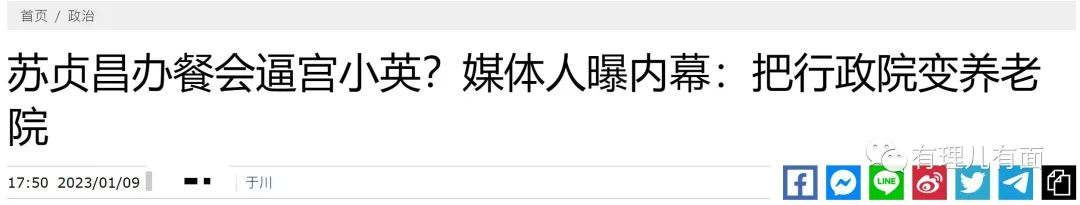 首页 / 政治
苏贞昌办餐会逼宫小英？媒体人曝内幕：把行政院变养老
院
17:50 2023/01/09 于川
有理儿有面
LINE